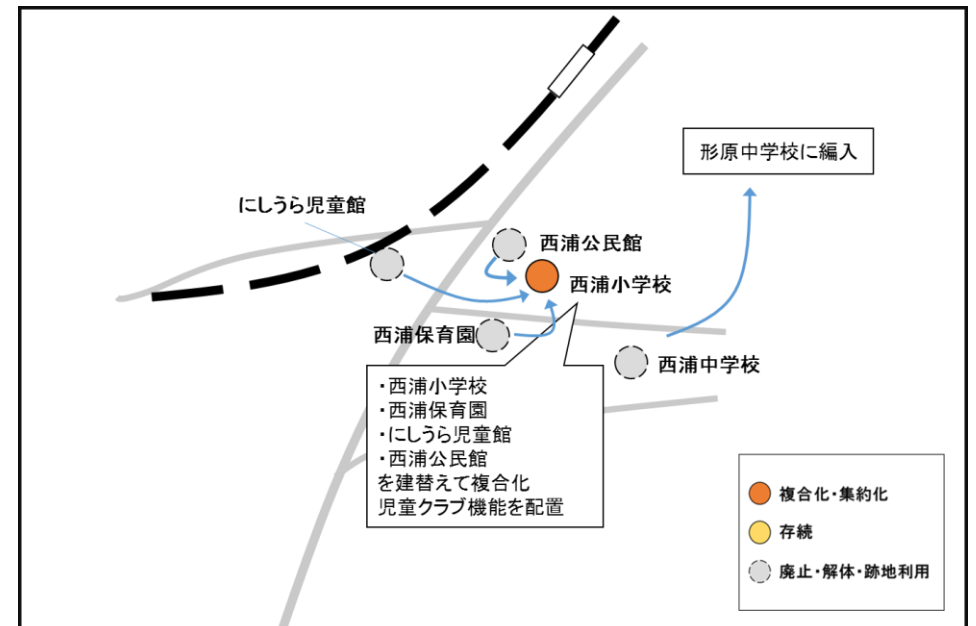 形原中学校に編入
にしうら児童館
西浦公民館
西浦小学校
西浦保育園
西浦中学校
・西浦小学校
・西浦保育園
・にしうら児童館
・西浦公民館
を建替えて複合化
児童クラブ機能を配置
複合化・集約化
存続
廃止・解体・跡地利用